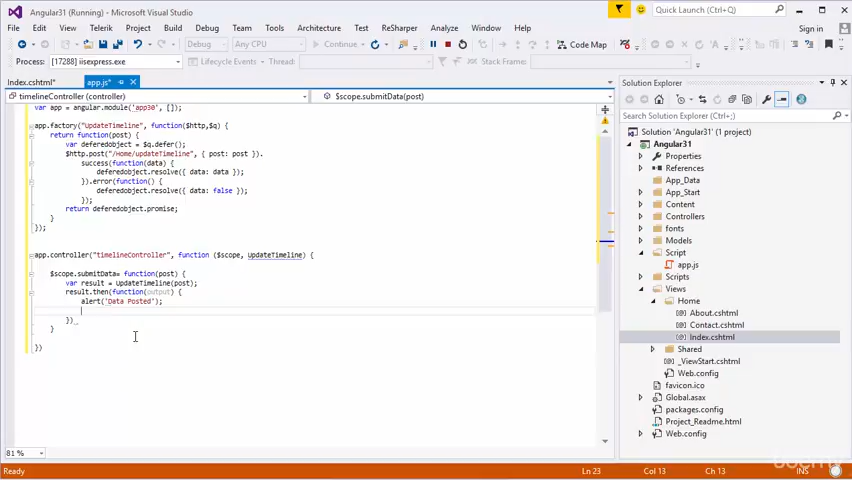 Angular31 (Running) - Microsoft Visual Studio
Quick Launch (Ctrl+Q)
FILE EDIT VIEW PROJECT BUILD DEBUG TEAM TOOLS ARCHITECTURE TEST RESHARPER ANALYZE WINDOW HELP
Sign in
Debug Any CPU Continue Code Map
Process: [17288] iisexpress.exe Lifecycle Events Thread: Stack Frame:
Index.cshtml* app.js*
timelineController (controller) $scope.submitData(post)
var app = angular.module('app30', []);
app.factory("UpdateTimeline", function($http,$q) {
return function(post) {
var deferedobject = $q.defer();
$http.post("/Home/updateTimeline", { post: post }).
success(function(data) {
deferedobject.resolve({ data: data });
}).error(function() {
deferedobject.resolve({ data: false });
});
return deferedobject.promise;
}
});
app.controller("timelineController", function ($scope, UpdateTimeline) {
$scope.submitData= function(post) {
var result = UpdateTimeline(post);
result.then(function(output) {
alert('Data Posted');
})
}
})
81 %
Solution Explorer
Search Solution Explorer (Ctrl+;)
Solution 'Angular31' (1 project)
Angular31
Properties
References
App_Data
App_Start
Content
Controllers
fonts
Models
Script
app.js
Scripts
Views
Home
About.cshtml
Contact.cshtml
Index.cshtml
Shared
_ViewStart.cshtml
Web.config
favicon.ico
Global.asax
packages.config
Project_Readme.html
Web.config
Ready Ln 23 Col 13 Ch 13 INS